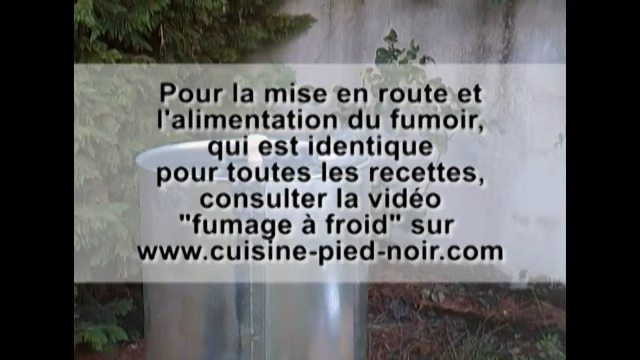 Pour la mise en route et
l'alimentation du fumoir,
qui est identique
pour toutes les recettes,
consulter la vidéo
"fumage à froid" sur
www.cuisine-pied-noir.com